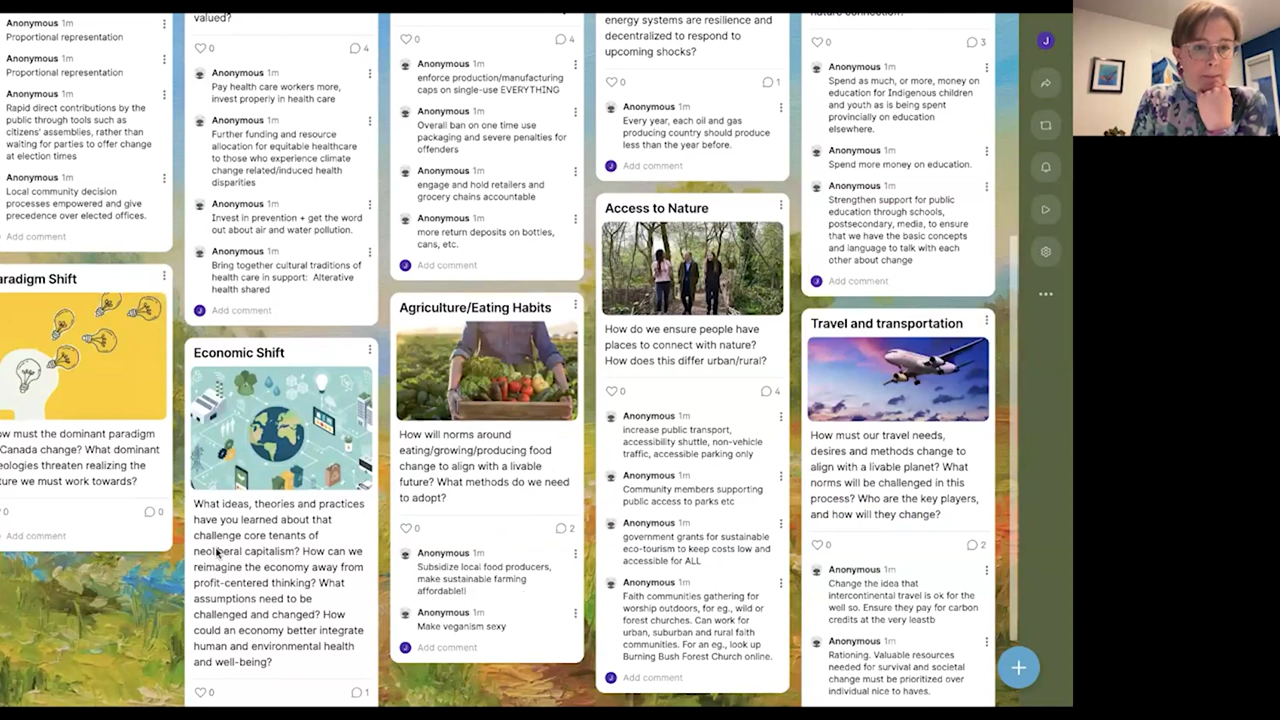 Anonymous 1m
Proportional representation
Anonymous 1m
Proportional representation
Anonymous 1m
Rapid direct contributions by the
public through tools such as
citizens' assemblies, rather than
waiting for parties to offer change
at election times
Anonymous 1m
Local community decision
processes empowered and give
precedence over elected offices.
Add comment
aradigm Shift
ow must the dominant paradigm
Canada change? What dominant
eologies threaten realizing the
ture we must work towards?
0
0
Add comment
valued?
0
4
Anonymous 1m
Pay health care workers more,
invest properly in health care
Anonymous 1m
Further funding and resource
allocation for equitable healthcare
to those who experience climate
change related/induced health
disparities
Anonymous 1m
Invest in prevention + get the word
out about air and water pollution.
Anonymous 1m
Bring together cultural traditions of
health care in support: Alterative
health shared
Add comment
Economic Shift
What ideas, theories and practices
have you learned about that
challenge core tenants of
neoliberal capitalism? How can we
reimagine the economy away from
profit-centered thinking? What
assumptions need to be
challenged and changed? How
could an economy better integrate
human and environmental health
and well-being?
0
1
0
4
Anonymous 1m
enforce production/manufacturing
caps on single-use EVERYTHING
Anonymous 1m
Overall ban on one time use
packaging and severe penalties for
offenders
Anonymous 1m
engage and hold retailers and
grocery chains accountable
Anonymous 1m
more return deposits on bottles,
cans, etc.
J
Add comment
Agriculture/Eating Habits
How will norms around
eating/growing/producing food
change to align with a livable
future? What methods do we need
to adopt?
0
2
Anonymous 1m
Subsidize local food producers,
make sustainable farming
affordable!!
Anonymous 1m
Make veganism sexy
J
Add comment
energy systems are resilience and
decentralized to respond to
upcoming shocks?
0
1
Anonymous 1m
Every year, each oil and gas
producing country should produce
less than the year before.
J
Add comment
Access to Nature
How do we ensure people have
places to connect with nature?
How does this differ urban/rural?
0
4
Anonymous 1m
increase public transport,
accessibility shuttle, non-vehicle
traffic, accessible parking only
Anonymous 1m
Community members supporting
public access to parks etc
Anonymous 1m
government grants for sustainable
eco-tourism to keep costs low and
accessible for ALL
Anonymous 1m
Faith communities gathering for
worship outdoors, for eg., wild or
forest churches. Can work for
urban, suburban and rural faith
communities. For an eg., look up
Burning Bush Forest Church online.
J
Add comment
0
3
Anonymous 1m
Spend as much, or more, money on
education for Indigenous children
and youth as is being spent
provincially on education
elsewhere.
Anonymous 1m
Spend more money on education.
Anonymous 1m
Strengthen support for public
education through schools,
postsecondary, media, to ensure
that we have the basic concepts
and language to talk with each
other about change
J
Add comment
Travel and transportation
How must our travel needs,
desires and methods change to
align with a livable planet? What
norms will be challenged in this
process? Who are the key players,
and how will they change?
0
2
Anonymous 1m
Change the idea that
intercontinental travel is ok for the
well so. Ensure they pay for carbon
credits at the very leastb
Anonymous 1m
Rationing. Valuable resources
needed for survival and societal
change must be prioritized over
individual nice to haves.
J